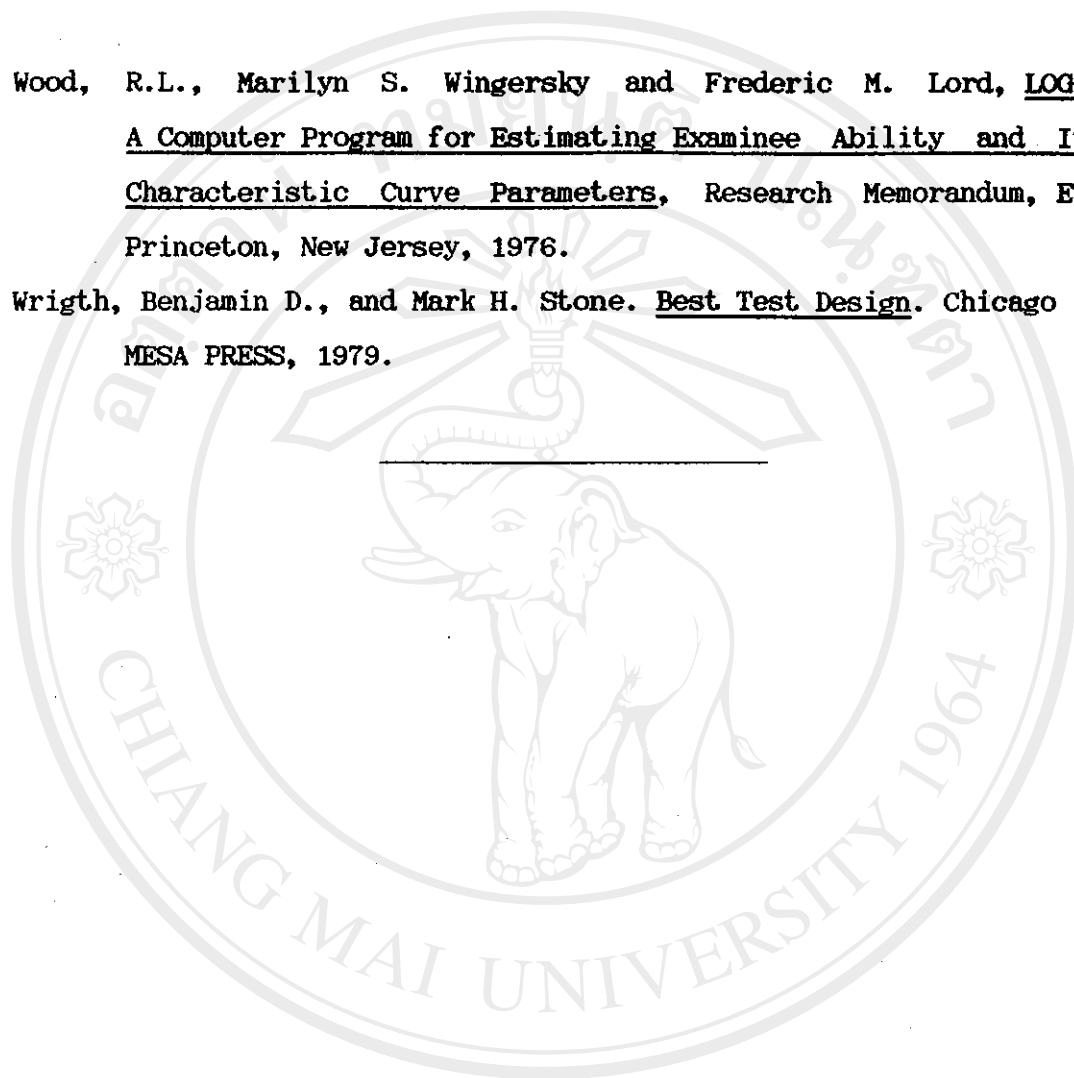 Wood, R.L., Marilyn S. Wingersky and Frederic M. Lord, LOG
A Computer Program for Estimating Examinee Ability and I
Characteristic Curve Parameters, Research Memorandum, E
Princeton, New Jersey, 1976.
Wrigth, Benjamin D., and Mark H. Stone. Best Test Design. Chicago
MESA PRESS, 1979.
CHIANG MAI UNIVERSITY 1964